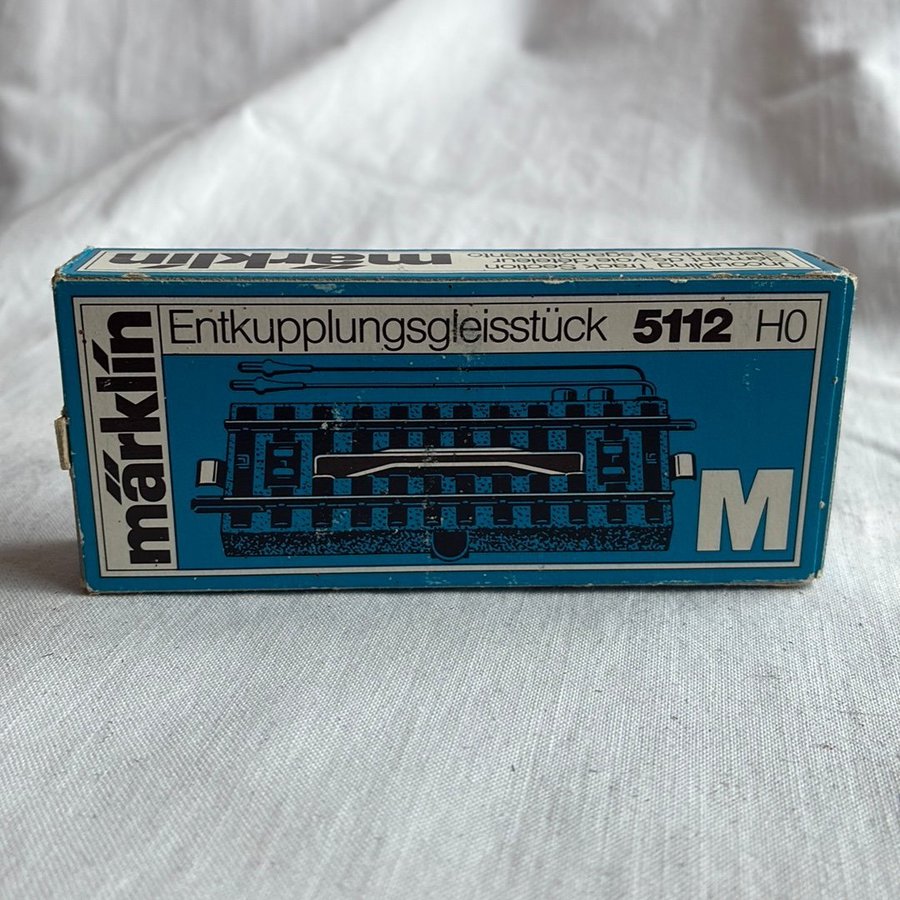 märklin
Entkupplungsgleisstück 5112 H0
märklin
M